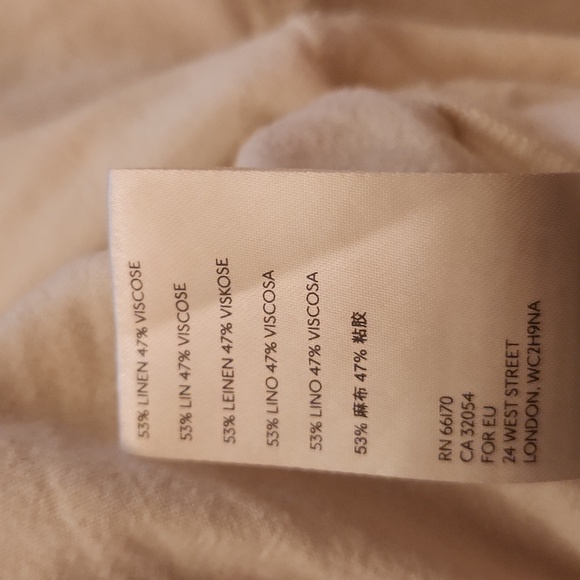 53% LINEN 47% VISCOSE
53% LIN 47% VISCOSE
53% LEINEN 47% VISKOSE
53% LINO 47% VISCOSA
53% LINO 47% VISCOSA
53% 麻布 47% 粘胶
RN 66170
CA 32054
FOR EU
24 WEST STREET
LONDON, WC2H9NA